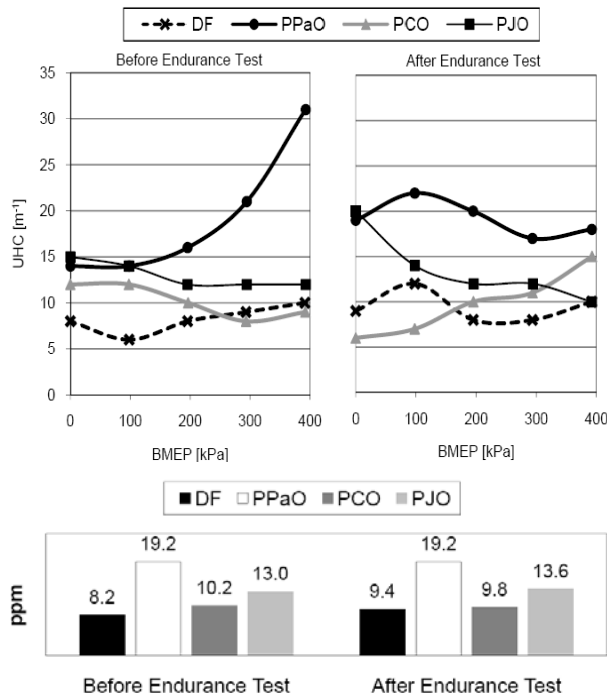 DF PPaO PCO PJO
Before Endurance Test
After Endurance Test
UHC [m⁻¹]
35
30
25
20
15
10
5
0
0 100 200 300 400
0 100 200 300 400
BMEP [kPa]
BMEP [kPa]
DF PPaO PCO PJO
ppm
8.2 19.2 10.2 13.0
9.4 19.2 9.8 13.6
Before Endurance Test
After Endurance Test